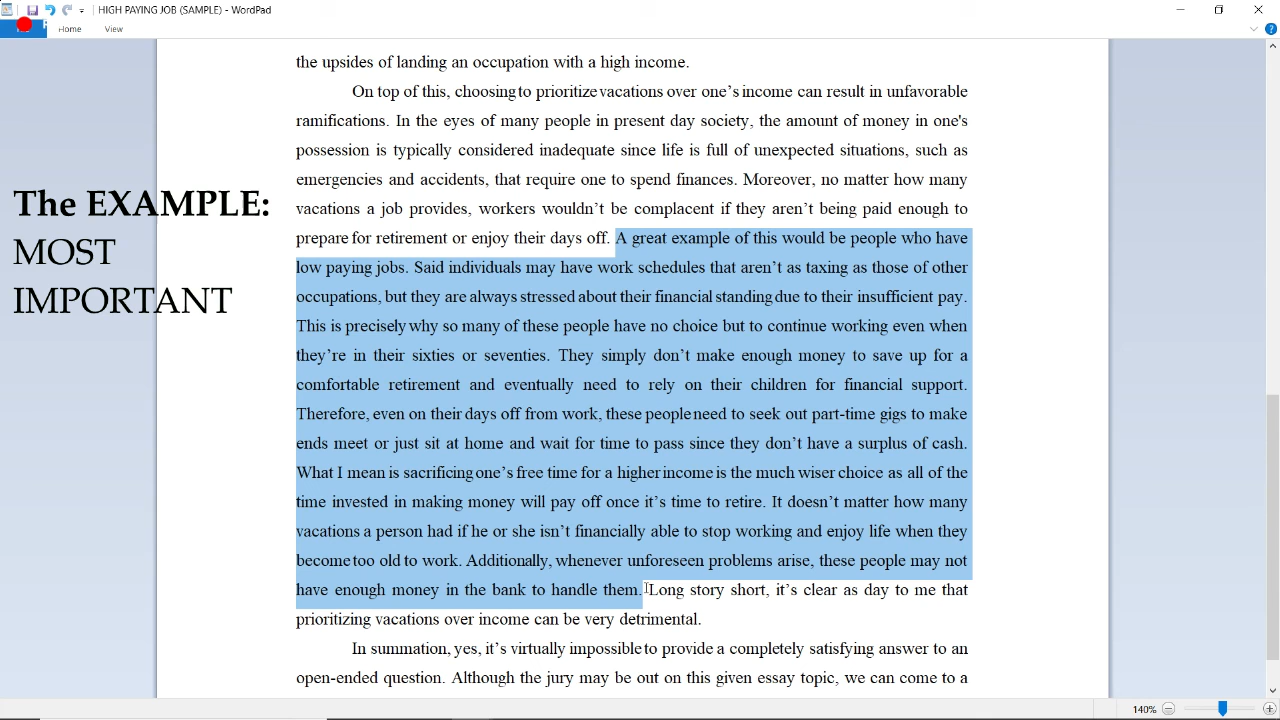 HIGH PAYING JOB (SAMPLE) - WordPad
Home
View
the upsides of landing an occupation with a high income.
On top of this, choosing to prioritize vacations over one’s income can result in unfavorable
ramifications. In the eyes of many people in present day society, the amount of money in one's
possession is typically considered inadequate since life is full of unexpected situations, such as
emergencies and accidents, that require one to spend finances. Moreover, no matter how many
vacations a job provides, workers wouldn’t be complacent if they aren’t being paid enough to
prepare for retirement or enjoy their days off. A great example of this would be people who have
low paying jobs. Said individuals may have work schedules that aren’t as taxing as those of other
occupations, but they are always stressed about their financial standing due to their insufficient pay.
This is precisely why so many of these people have no choice but to continue working even when
they’re in their sixties or seventies. They simply don’t make enough money to save up for a
comfortable retirement and eventually need to rely on their children for financial support.
Therefore, even on their days off from work, these people need to seek out part-time gigs to make
ends meet or just sit at home and wait for time to pass since they don’t have a surplus of cash.
What I mean is sacrificing one’s free time for a higher income is the much wiser choice as all of the
time invested in making money will pay off once it’s time to retire. It doesn’t matter how many
vacations a person had if he or she isn’t financially able to stop working and enjoy life when they
become too old to work. Additionally, whenever unforeseen problems arise, these people may not
have enough money in the bank to handle them. Long story short, it’s clear as day to me that
prioritizing vacations over income can be very detrimental.
In summation, yes, it’s virtually impossible to provide a completely satisfying answer to an
open-ended question. Although the jury may be out on this given essay topic, we can come to a
The EXAMPLE:
MOST
IMPORTANT
140%